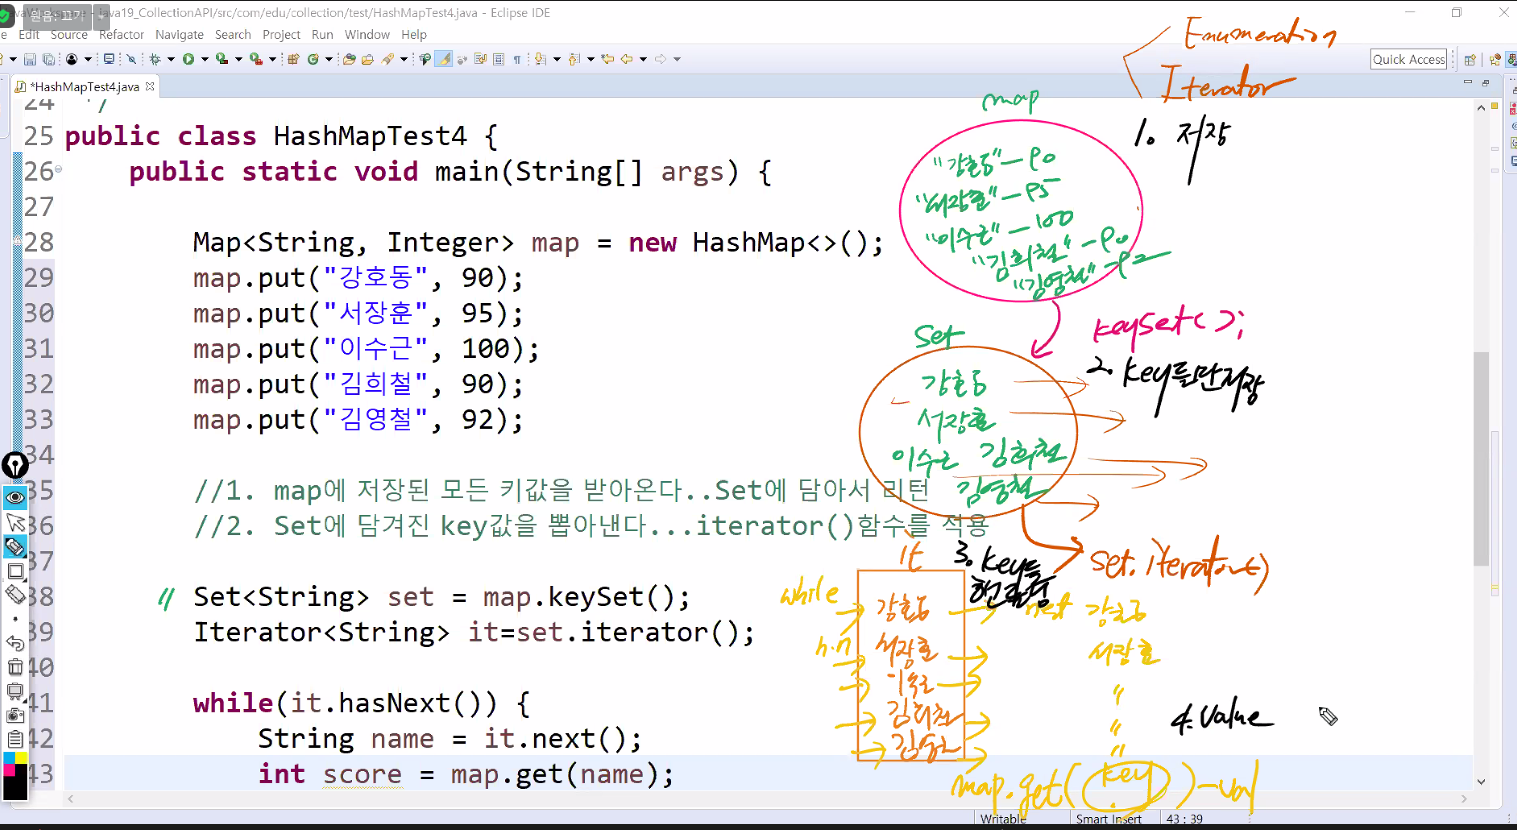 java19_CollectionAPI/src/com/edu/collection/test/HashMapTest4.java - Eclipse IDE
Edit Source Refactor Navigate Search Project Run Window Help
Quick Access
*HashMapTest4.java
24 */
25 public class HashMapTest4 {
26 public static void main(String[] args) {
27
28 Map<String, Integer> map = new HashMap<>();
29 map.put("강호동", 90);
30 map.put("서장훈", 95);
31 map.put("이수근", 100);
32 map.put("김희철", 90);
33 map.put("김영철", 92);
34
35 //1. map에 저장된 모든 키값을 받아온다..Set에 담아서 리턴
36 //2. Set에 담겨진 key값을 뽑아낸다...iterator()함수를 적용
37
38 Set<String> set = map.keySet();
39 Iterator<String> it=set.iterator();
40
41 while(it.hasNext()) {
42 String name = it.next();
43 int score = map.get(name);
Enumeration
Iterator
1. 저장
map
"강호동" - 90
"서장훈" - 95
"이수근" - 100
"김희철" - 90
"김영철" - 92
keySet();
Set
2. key들만 저장
강호동
서장훈
이수근 김희철
김영철
set.iterator()
it
3. key를
while
강호동
next 강호동
h.n
서장훈
서장훈
이수근
"
김희철
"
김영철
"
4. Value
map.get(key) - val
Writable Smart Insert 43 : 39